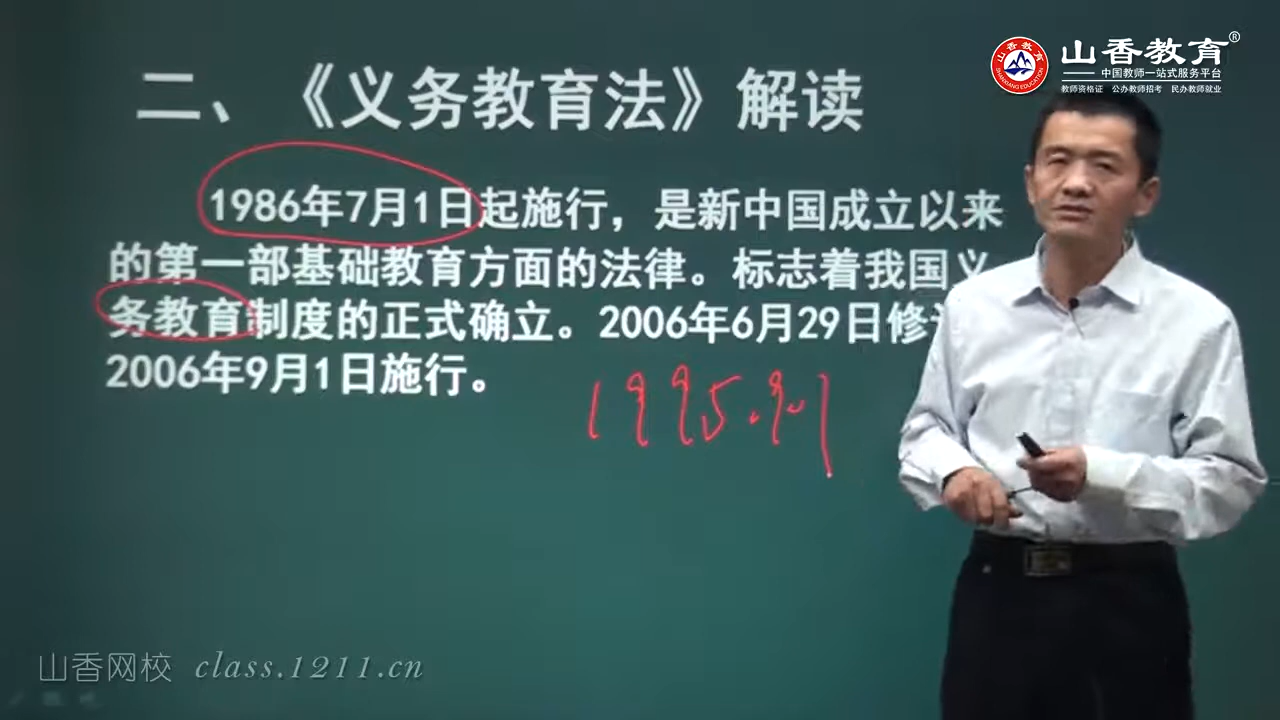 山香教育®
中国教师一站式服务平台
教师资格证 公办教师招考 民办教师就业
山香教育
SHANXIANG EDUCATION
二、《义务教育法》解读
1986年7月1日起施行，是新中国成立以来
的第一部基础教育方面的法律。标志着我国义
务教育制度的正式确立。2006年6月29日修
2006年9月1日施行。
1995.9.1
山香网校 class.1211.cn